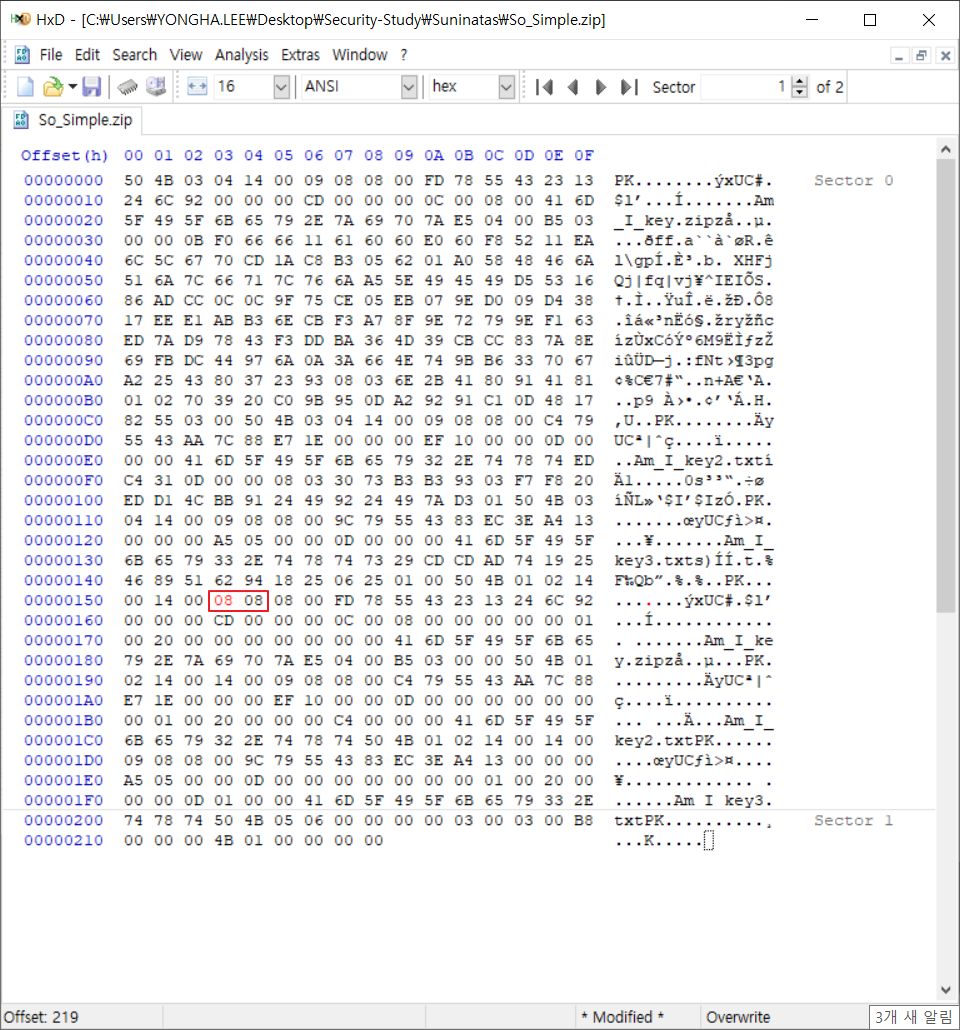 HxD - [C:₩Users₩YONGHA.LEE₩Desktop₩Security-Study₩Suninatas₩So_Simple.zip]
File Edit Search View Analysis Extras Window ?
16 ANSI hex Sector 1 of 2
So_Simple.zip
Offset(h) 00 01 02 03 04 05 06 07 08 09 0A 0B 0C 0D 0E 0F
00000000 50 4B 03 04 14 00 09 08 08 00 FD 78 55 43 23 13 PK........ýxUC#. Sector 0
00000010 24 6C 92 00 00 00 CD 00 00 00 0C 00 08 00 41 6D $l’...Í.......Am
00000020 5F 49 5F 6B 65 79 2E 7A 69 70 7A E5 04 00 B5 03 _I_key.zipzå..µ.
00000030 00 00 0B F0 66 66 11 61 60 60 E0 60 F8 52 11 EA ...ðff.a``à`øR.ê
00000040 6C 5C 67 70 CD 1A C8 B3 05 62 01 A0 58 48 46 6A l\gpÍ.È³.b. XHFj
00000050 51 6A 7C 66 71 7C 76 6A A5 5E 49 45 49 D5 53 16 Qj|fq|vj¥^IEIÕS.
00000060 86 AD CC 0C 0C 9F 75 CE 05 EB 07 9E D0 09 D4 38 †.Ì..ŸuÎ.ë.žÐ.Ô8
00000070 17 EE E1 AB B3 6E CB F3 A7 8F 9E 72 79 9E F1 63 .îá«³nËó§.žryžñc
00000080 ED 7A D9 78 43 F3 DD BA 36 4D 39 CB CC 83 7A 8E ízÙxCóÝº6M9ËÌƒzŽ
00000090 69 FB DC 44 97 6A 0A 3A 66 4E 74 9B B6 33 70 67 iûÜD—j.:fNt›¶3pg
000000A0 A2 25 43 80 37 23 93 08 03 6E 2B 41 80 91 41 81 ¢%C€7#“..n+A€‘A.
000000B0 01 02 70 39 20 C0 9B 95 0D A2 92 91 C1 0D 48 17 ..p9 À›•.¢’‘Á.H.
000000C0 82 55 03 00 50 4B 03 04 14 00 09 08 08 00 C4 79 ‚U..PK........Äy
000000D0 55 43 AA 7C 88 E7 1E 00 00 00 EF 10 00 00 0D 00 UCª|ˆç....ï.....
000000E0 00 00 41 6D 5F 49 5F 6B 65 79 32 2E 74 78 74 ED ..Am_I_key2.txtí
000000F0 C4 31 0D 00 00 08 03 30 73 B3 B3 93 03 F7 F8 20 Ä1.....0s³³“.÷ø
00000100 ED D1 4C BB 91 24 49 92 24 49 7A D3 01 50 4B 03 íÑL»‘$I’$IzÓ.PK.
00000110 04 14 00 09 08 08 00 9C 79 55 43 83 EC 3E A4 13 .......œyUCƒì>¤.
00000120 00 00 00 A5 05 00 00 0D 00 00 00 41 6D 5F 49 5F ...¥.......Am_I_
00000130 6B 65 79 33 2E 74 78 74 73 29 CD CD AD 74 19 25 key3.txts)ÍÍ.t.%
00000140 46 89 51 62 94 18 25 06 25 01 00 50 4B 01 02 14 F‰Qb”.%.%..PK...
00000150 00 14 00 08 08 08 00 FD 78 55 43 23 13 24 6C 92 .......ýxUC#.$l’
00000160 00 00 00 CD 00 00 00 0C 00 08 00 00 00 00 00 01 ...Í............
00000170 00 20 00 00 00 00 00 00 00 41 6D 5F 49 5F 6B 65 . .......Am_I_ke
00000180 79 2E 7A 69 70 7A E5 04 00 B5 03 00 00 50 4B 01 y.zipzå..µ...PK.
00000190 02 14 00 14 00 09 08 08 00 C4 79 55 43 AA 7C 88 .........ÄyUCª|ˆ
000001A0 E7 1E 00 00 00 EF 10 00 00 0D 00 00 00 00 00 00 ç....ï..........
000001B0 00 01 00 20 00 00 00 C4 00 00 00 41 6D 5F 49 5F ... ...Ä...Am_I_
000001C0 6B 65 79 32 2E 74 78 74 50 4B 01 02 14 00 14 00 key2.txtPK......
000001D0 09 08 08 00 9C 79 55 43 83 EC 3E A4 13 00 00 00 ....œyUCƒì>¤....
000001E0 A5 05 00 00 0D 00 00 00 00 00 00 00 01 00 20 00 ¥............. .
000001F0 00 00 0D 01 00 00 41 6D 5F 49 5F 6B 65 79 33 2E ......Am_I_key3.
00000200 74 78 74 50 4B 05 06 00 00 00 00 03 00 03 00 B8 txtPK..........¸ Sector 1
00000210 00 00 00 4B 01 00 00 00 00 00 ...K.....
Offset: 219 * Modified * Overwrite 3개 새 알림